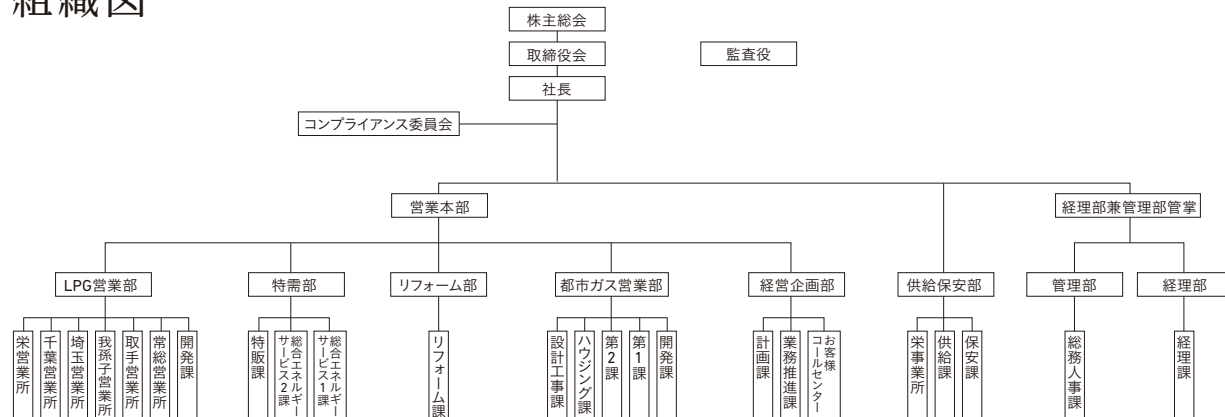 組織図
株主総会
取締役会
監査役
社長
コンプライアンス委員会
営業本部
経理部兼管理部管掌
LPG営業部
特需部
リフォーム部
都市ガス営業部
経営企画部
供給保安部
管理部
経理部
栄営業所
千葉営業所
埼玉営業所
我孫子営業所
取手営業所
常総営業所
開発課
特販課
総合エネルギー
サービス2課
総合エネルギー
サービス1課
リフォーム課
設計工事課
ハウジング課
第2課
第1課
開発課
計画課
業務推進課
お客様
コールセンター
栄事業所
供給課
保安課
総務人事課
経理課